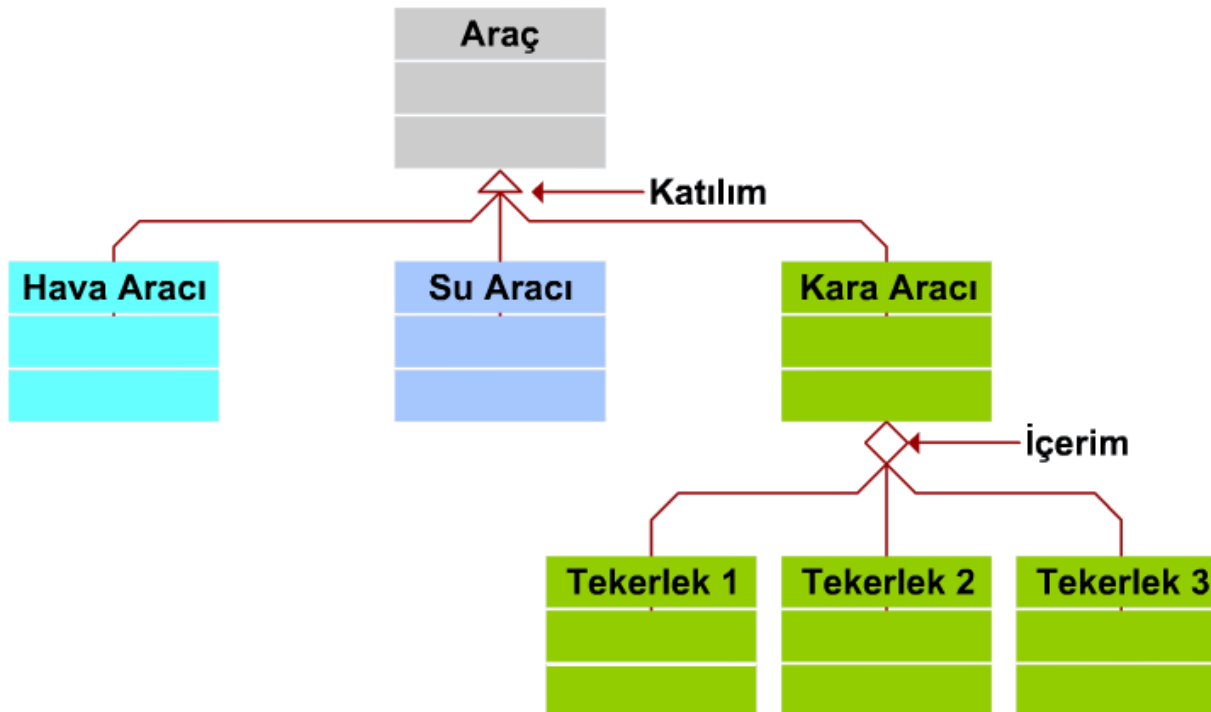 Araç
Katılım
Hava Aracı
Su Aracı
Kara Aracı
İçerim
Tekerlek 1
Tekerlek 2
Tekerlek 3